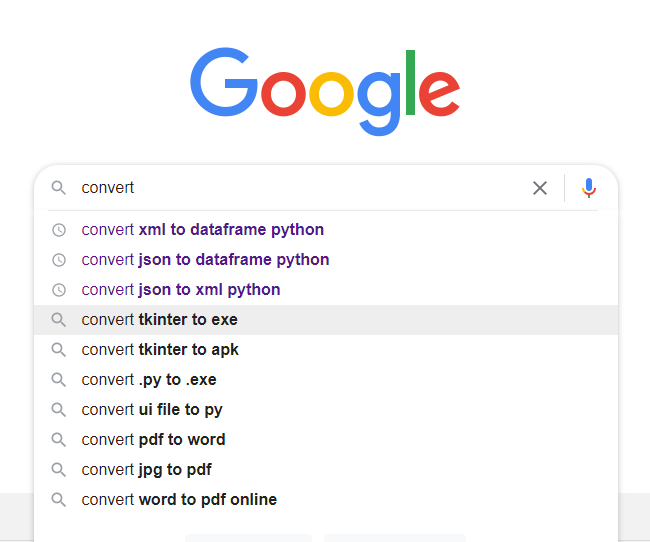 Google
convert
convert xml to dataframe python
convert json to dataframe python
convert json to xml python
convert tkinter to exe
convert tkinter to apk
convert .py to .exe
convert ui file to py
convert pdf to word
convert jpg to pdf
convert word to pdf online